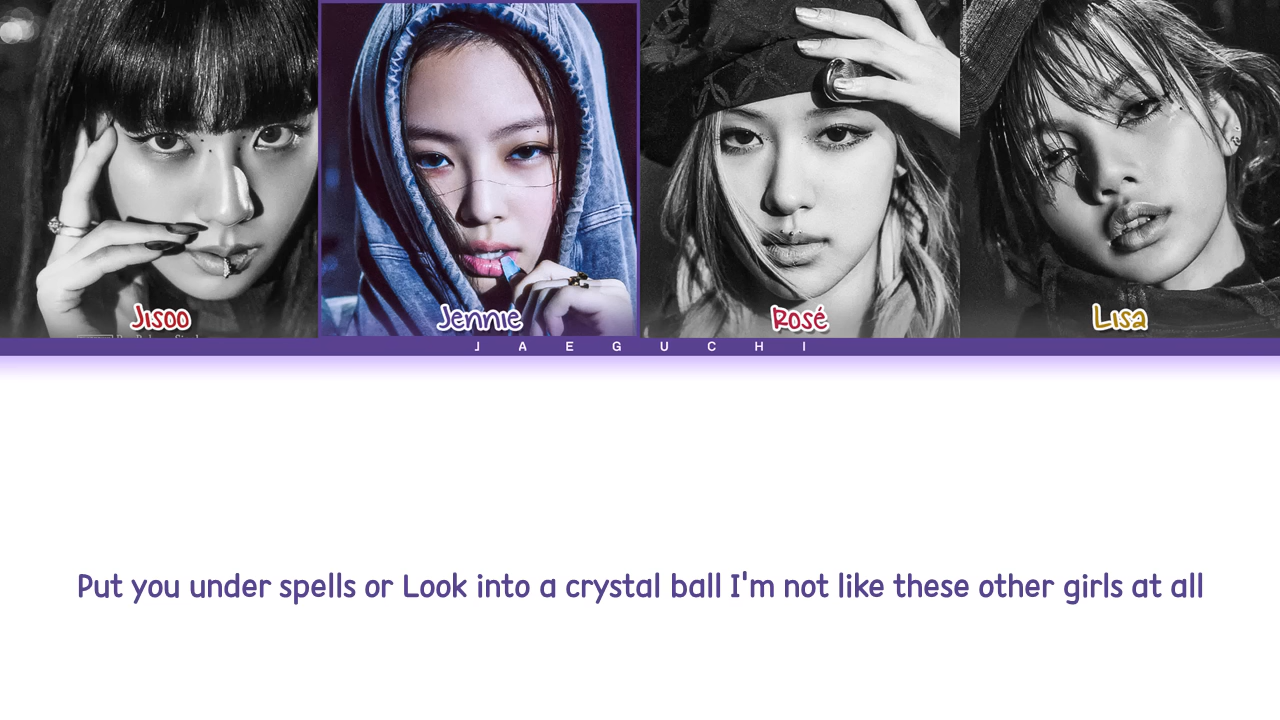 Jisoo
Jennie
Rosé
Lisa
J A E G U C H I
Put you under spells or Look into a crystal ball I'm not like these other girls at all